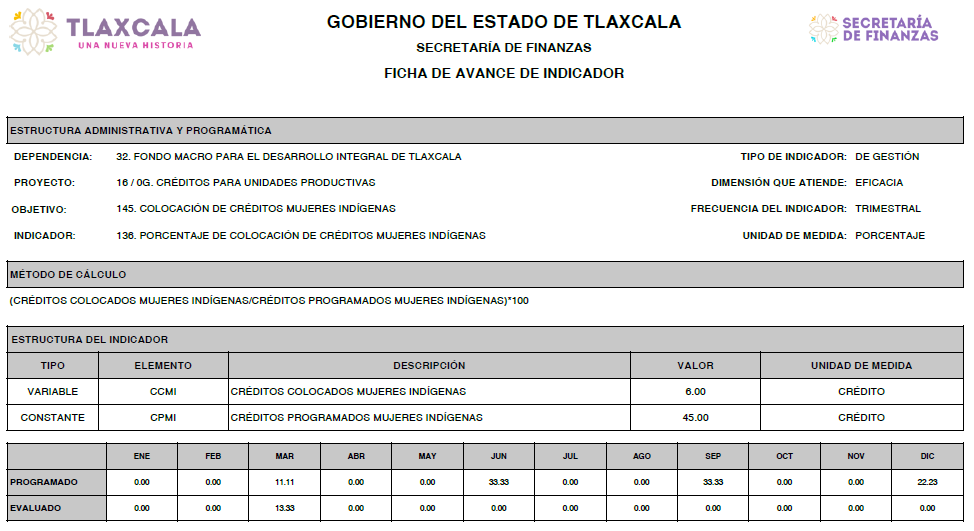 TLAXCALA
UNA NUEVA HISTORIA
GOBIERNO DEL ESTADO DE TLAXCALA
SECRETARÍA DE FINANZAS
FICHA DE AVANCE DE INDICADOR
SECRETARÍA
DE FINANZAS
ESTRUCTURA ADMINISTRATIVA Y PROGRAMÁTICA
DEPENDENCIA: 32. FONDO MACRO PARA EL DESARROLLO INTEGRAL DE TLAXCALA TIPO DE INDICADOR: DE GESTIÓN
PROYECTO: 16 / 0G. CRÉDITOS PARA UNIDADES PRODUCTIVAS DIMENSIÓN QUE ATIENDE: EFICACIA
OBJETIVO: 145. COLOCACIÓN DE CRÉDITOS MUJERES INDÍGENAS FRECUENCIA DEL INDICADOR: TRIMESTRAL
INDICADOR: 136. PORCENTAJE DE COLOCACIÓN DE CRÉDITOS MUJERES INDÍGENAS UNIDAD DE MEDIDA: PORCENTAJE
MÉTODO DE CÁLCULO
(CRÉDITOS COLOCADOS MUJERES INDÍGENAS/CRÉDITOS PROGRAMADOS MUJERES INDÍGENAS)*100
ESTRUCTURA DEL INDICADOR
TIPO ELEMENTO DESCRIPCIÓN VALOR UNIDAD DE MEDIDA
VARIABLE CCMI CRÉDITOS COLOCADOS MUJERES INDÍGENAS 6.00 CRÉDITO
CONSTANTE CPMI CRÉDITOS PROGRAMADOS MUJERES INDÍGENAS 45.00 CRÉDITO
ENE FEB MAR ABR MAY JUN JUL AGO SEP OCT NOV DIC
PROGRAMADO 0.00 0.00 11.11 0.00 0.00 33.33 0.00 0.00 33.33 0.00 0.00 22.23
EVALUADO 0.00 0.00 13.33 0.00 0.00 0.00 0.00 0.00 0.00 0.00 0.00 0.00